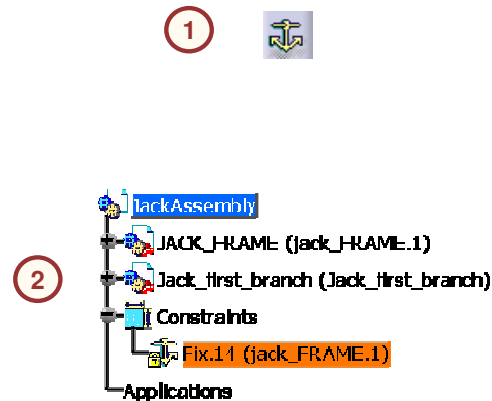 1
JackAssembly
JACK_FRAME (jack_FRAME.1)
2
Jack_first_branch (Jack_first_branch)
Constraints
Fix.14 (jack_FRAME.1)
Applications